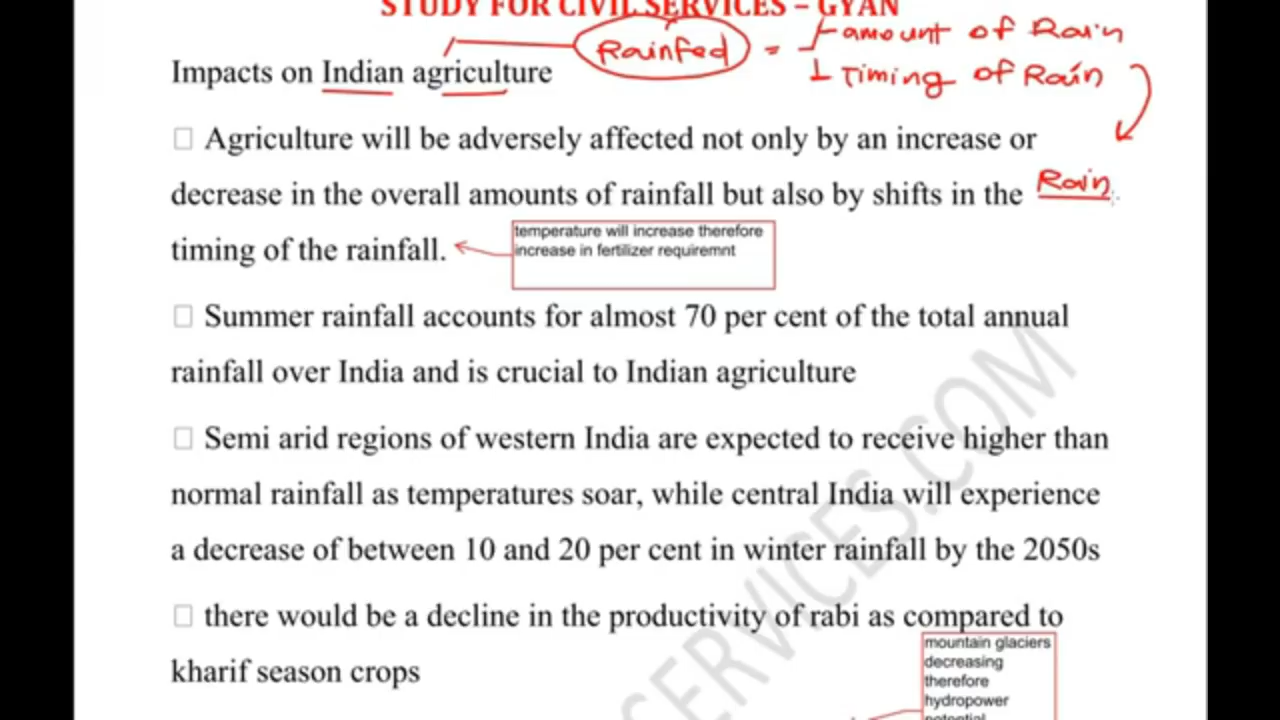 STUDY FOR CIVIL SERVICES – GYAN
Rainfed = amount of Rain
Timing of Rain
Impacts on Indian agriculture
Agriculture will be adversely affected not only by an increase or
decrease in the overall amounts of rainfall but also by shifts in the
Rain
timing of the rainfall.
temperature will increase therefore
increase in fertilizer requiremnt
Summer rainfall accounts for almost 70 per cent of the total annual
rainfall over India and is crucial to Indian agriculture
Semi arid regions of western India are expected to receive higher than
normal rainfall as temperatures soar, while central India will experience
a decrease of between 10 and 20 per cent in winter rainfall by the 2050s
there would be a decline in the productivity of rabi as compared to
kharif season crops
mountain glaciers
decreasing
therefore
hydropower
potential
SERVICES.COM